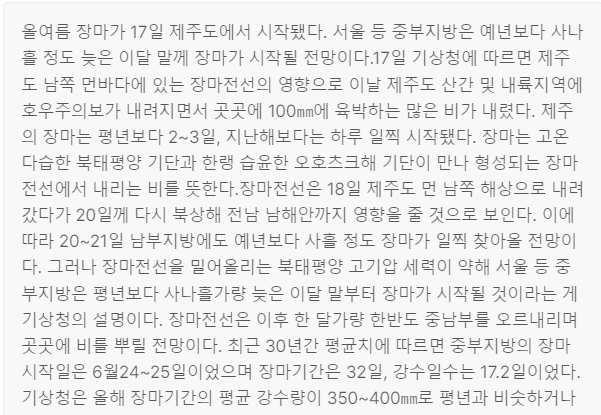 올여름 장마가 17일 제주도에서 시작됐다. 서울 등 중부지방은 예년보다 사나
흘 정도 늦은 이달 말께 장마가 시작될 전망이다.17일 기상청에 따르면 제주
도 남쪽 먼바다에 있는 장마전선의 영향으로 이날 제주도 산간 및 내륙지역에
호우주의보가 내려지면서 곳곳에 100㎜에 육박하는 많은 비가 내렸다. 제주
의 장마는 평년보다 2~3일, 지난해보다는 하루 일찍 시작됐다. 장마는 고온
다습한 북태평양 기단과 한랭 습윤한 오호츠크해 기단이 만나 형성되는 장마
전선에서 내리는 비를 뜻한다.장마전선은 18일 제주도 먼 남쪽 해상으로 내려
갔다가 20일께 다시 북상해 전남 남해안까지 영향을 줄 것으로 보인다. 이에
따라 20~21일 남부지방에도 예년보다 사흘 정도 장마가 일찍 찾아올 전망이
다. 그러나 장마전선을 밀어올리는 북태평양 고기압 세력이 약해 서울 등 중
부지방은 평년보다 사나흘가량 늦은 이달 말부터 장마가 시작될 것이라는 게
기상청의 설명이다. 장마전선은 이후 한 달가량 한반도 중남부를 오르내리며
곳곳에 비를 뿌릴 전망이다. 최근 30년간 평균치에 따르면 중부지방의 장마
시작일은 6월24~25일이었으며 장마기간은 32일, 강수일수는 17.2일이었다.
기상청은 올해 장마기간의 평균 강수량이 350~400㎜로 평년과 비슷하거나